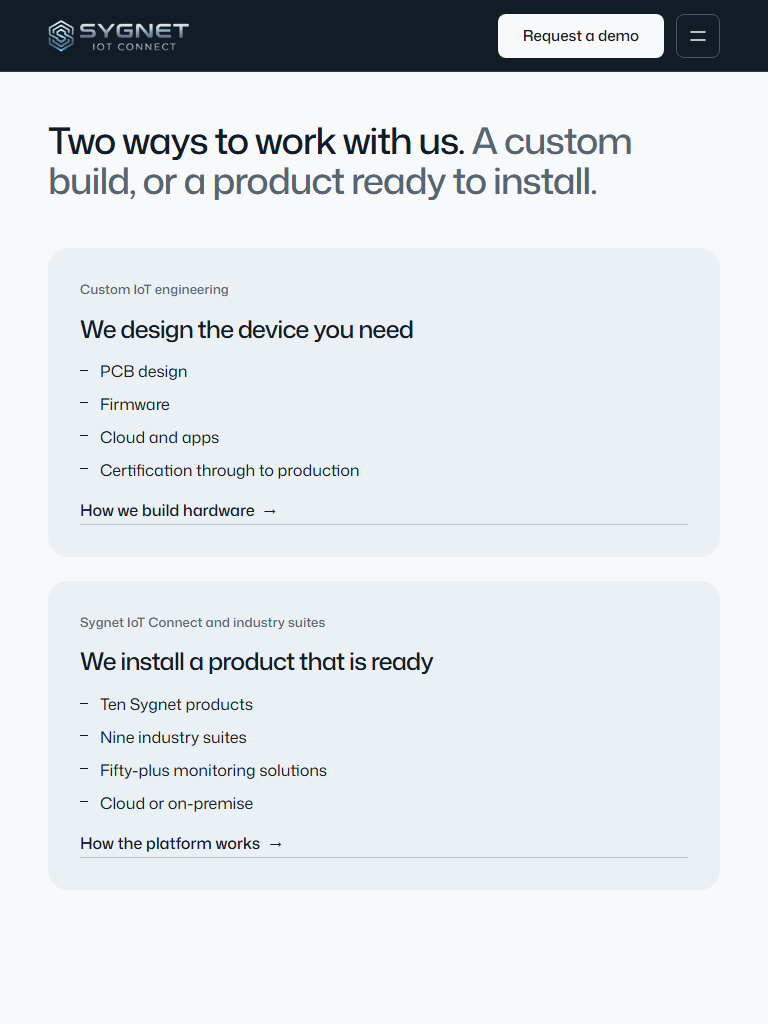 SYGNET
IOT CONNECT
Request a demo
Two ways to work with us. A custom
build, or a product ready to install.
Custom IoT engineering
We design the device you need
– PCB design
– Firmware
– Cloud and apps
– Certification through to production
How we build hardware →
Sygnet IoT Connect and industry suites
We install a product that is ready
– Ten Sygnet products
– Nine industry suites
– Fifty-plus monitoring solutions
– Cloud or on-premise
How the platform works →